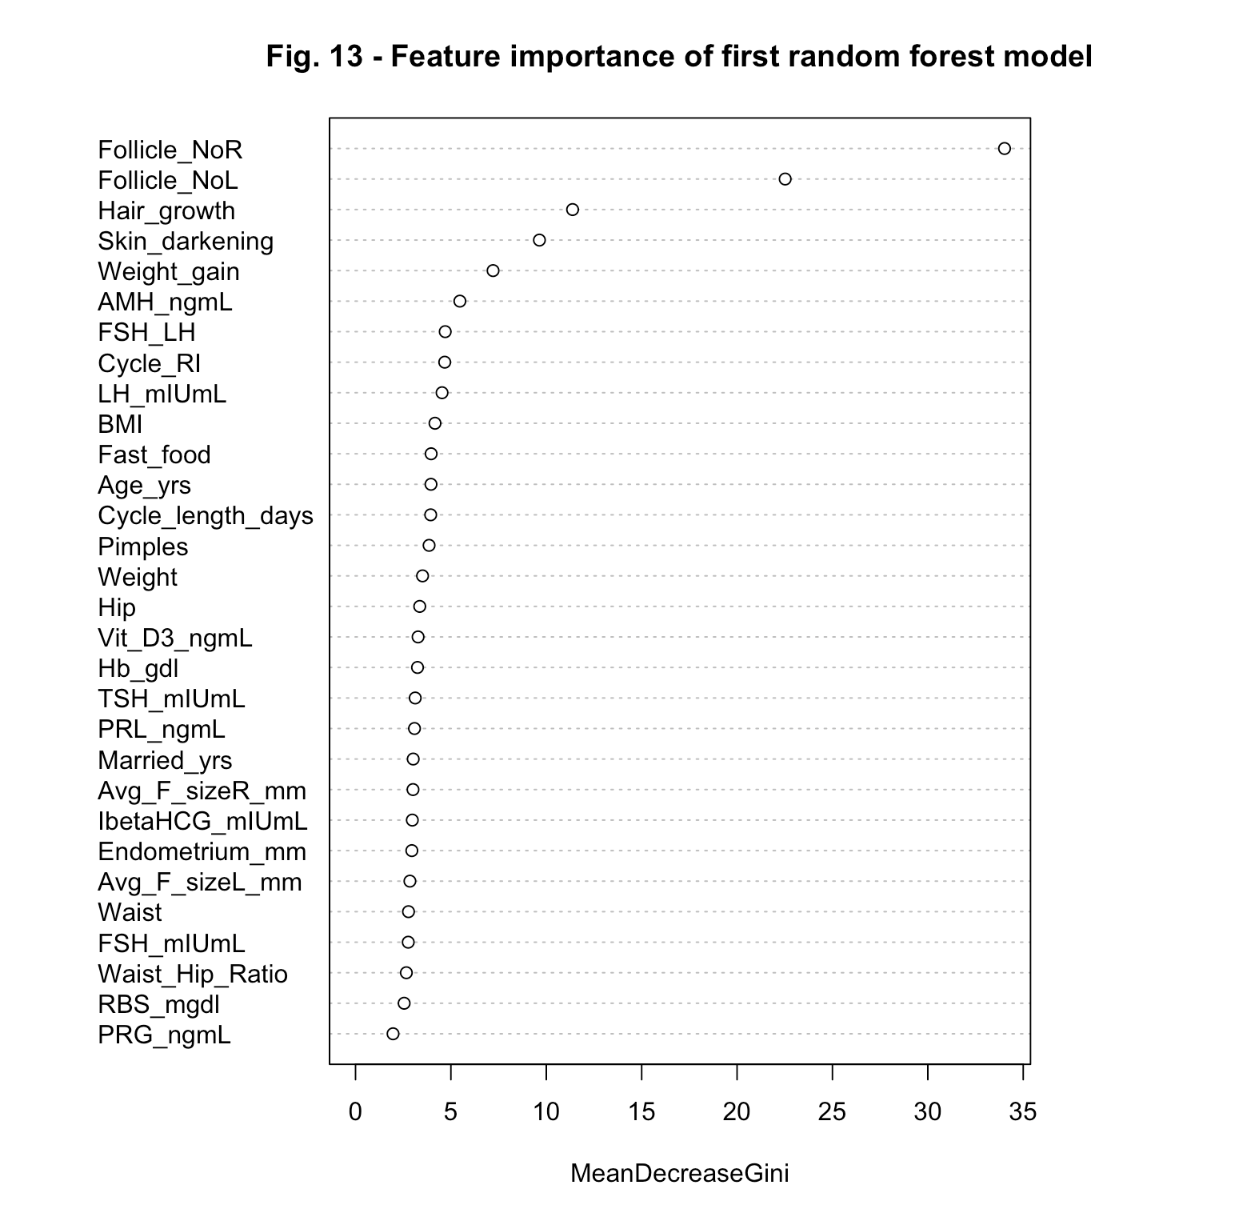 Fig. 13 - Feature importance of first random forest model
Follicle_NoR
Follicle_NoL
Hair_growth
Skin_darkening
Weight_gain
AMH_ngmL
FSH_LH
Cycle_RI
LH_mIUmL
BMI
Fast_food
Age_yrs
Cycle_length_days
Pimples
Weight
Hip
Vit_D3_ngmL
Hb_gdl
TSH_mIUmL
PRL_ngmL
Married_yrs
Avg_F_sizeR_mm
IbetaHCG_mIUmL
Endometrium_mm
Avg_F_sizeL_mm
Waist
FSH_mIUmL
Waist_Hip_Ratio
RBS_mgdl
PRG_ngmL
0 5 10 15 20 25 30 35
MeanDecreaseGini